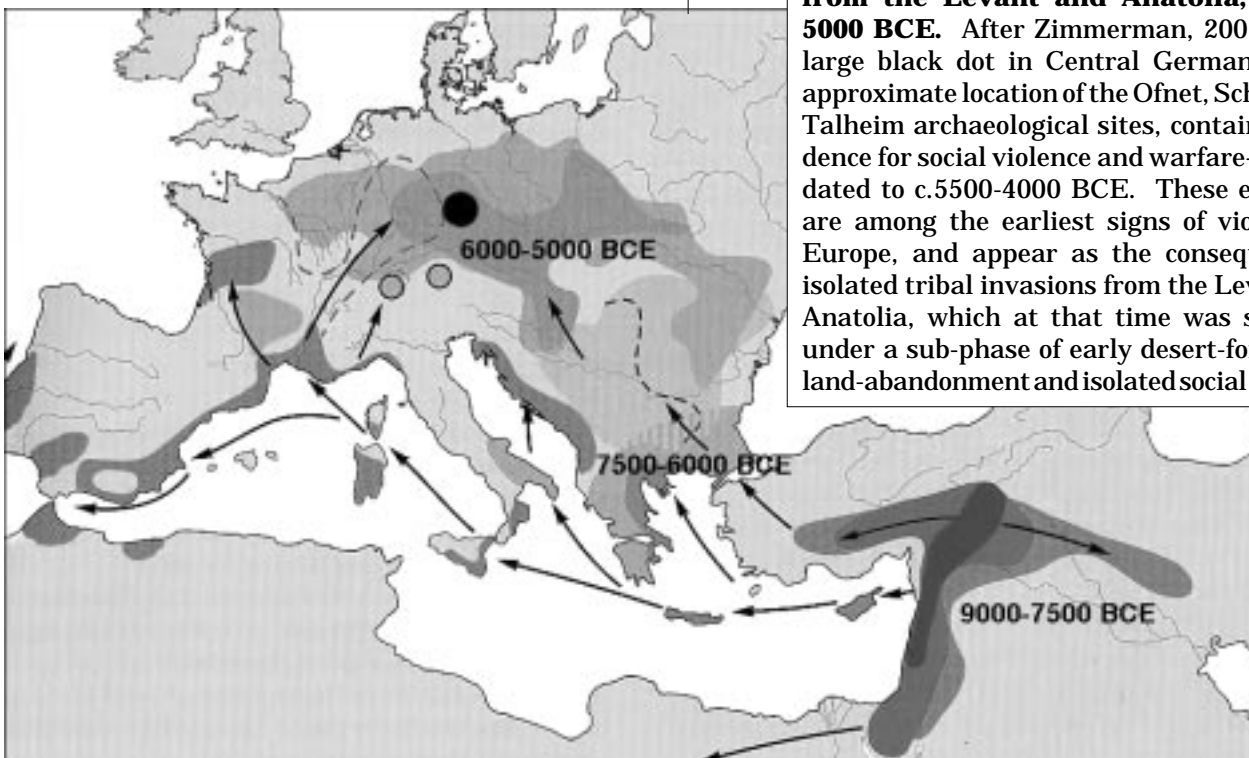 from the Levant and Anatolia,
5000 BCE. After Zimmerman, 200
large black dot in Central German
approximate location of the Ofnet, Sch
Talheim archaeological sites, contain
dence for social violence and warfare-
dated to c.5500-4000 BCE. These e
are among the earliest signs of vio
Europe, and appear as the consequ
isolated tribal invasions from the Lev
Anatolia, which at that time was s
under a sub-phase of early desert-fo
land-abandonment and isolated social
6000-5000 BCE
7500-6000 BCE
9000-7500 BCE